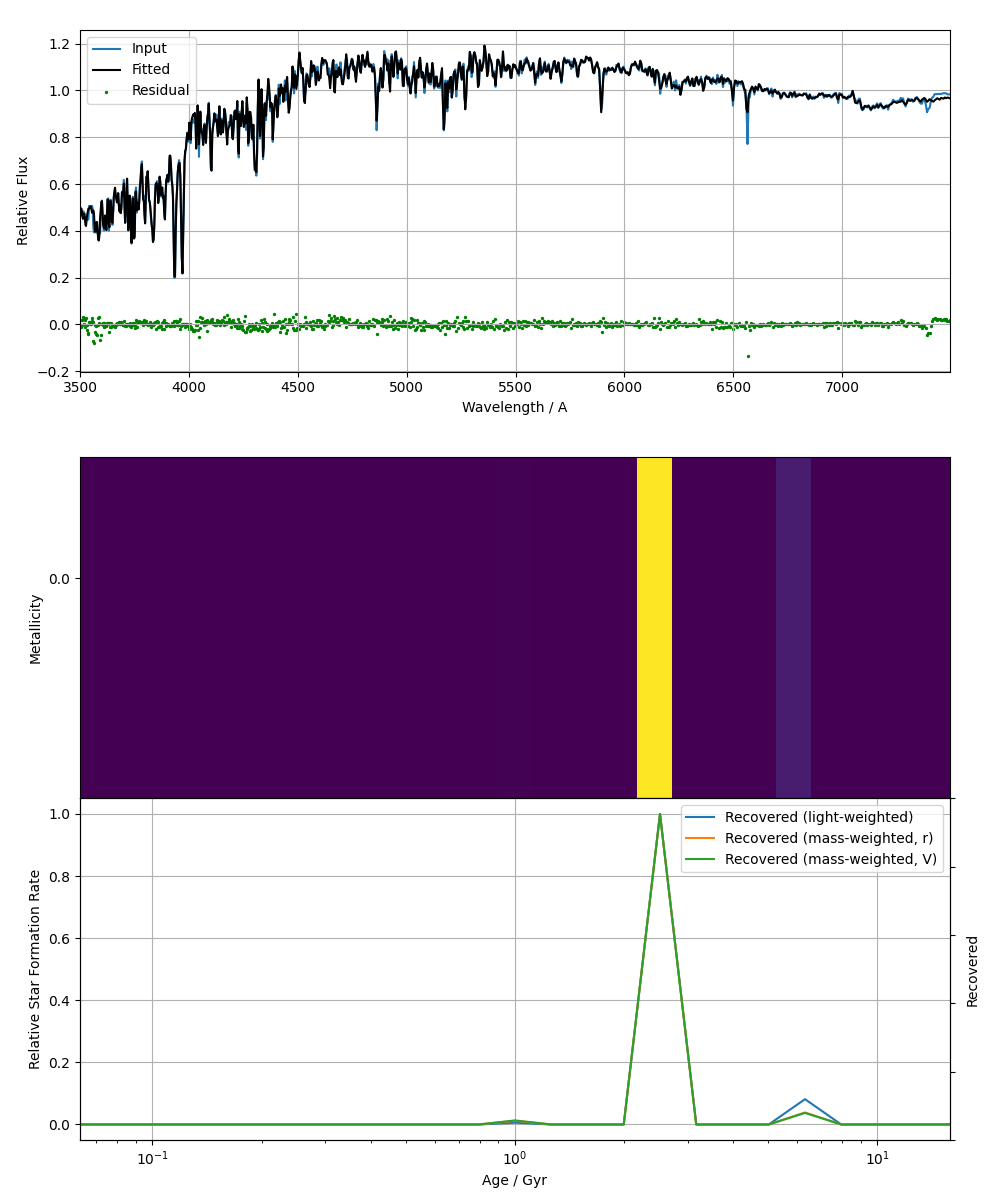 1.2
1.0
0.8
0.6
0.4
0.2
0.0
−0.2
Relative Flux
Input
Fitted
Residual
3500 4000 4500 5000 5500 6000 6500 7000
Wavelength / A
0.0
Metallicity
1.0
0.8
0.6
0.4
0.2
0.0
Relative Star Formation Rate
Recovered (light-weighted)
Recovered (mass-weighted, r)
Recovered (mass-weighted, V)
Recovered
10⁻¹ 10⁰ 10¹
Age / Gyr